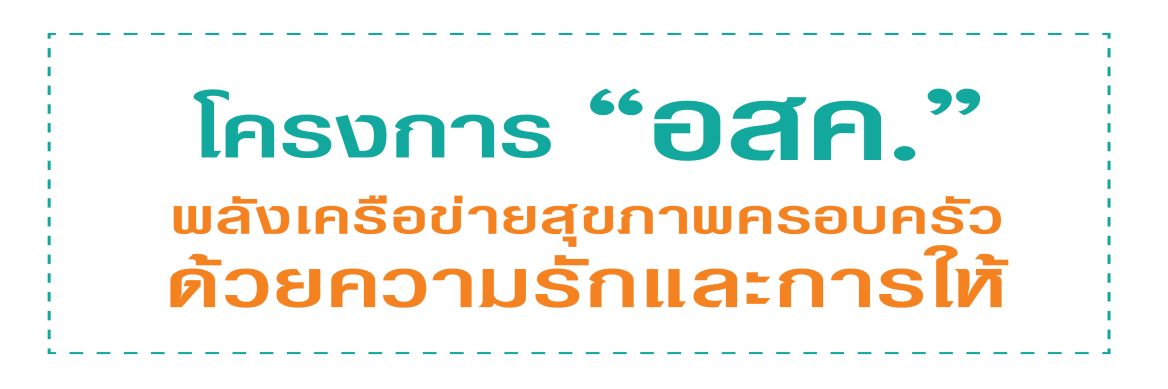 โครงการ “อสค.”
พลังเครือข่ายสุขภาพครอบครัว
ด้วยความรักและการให้